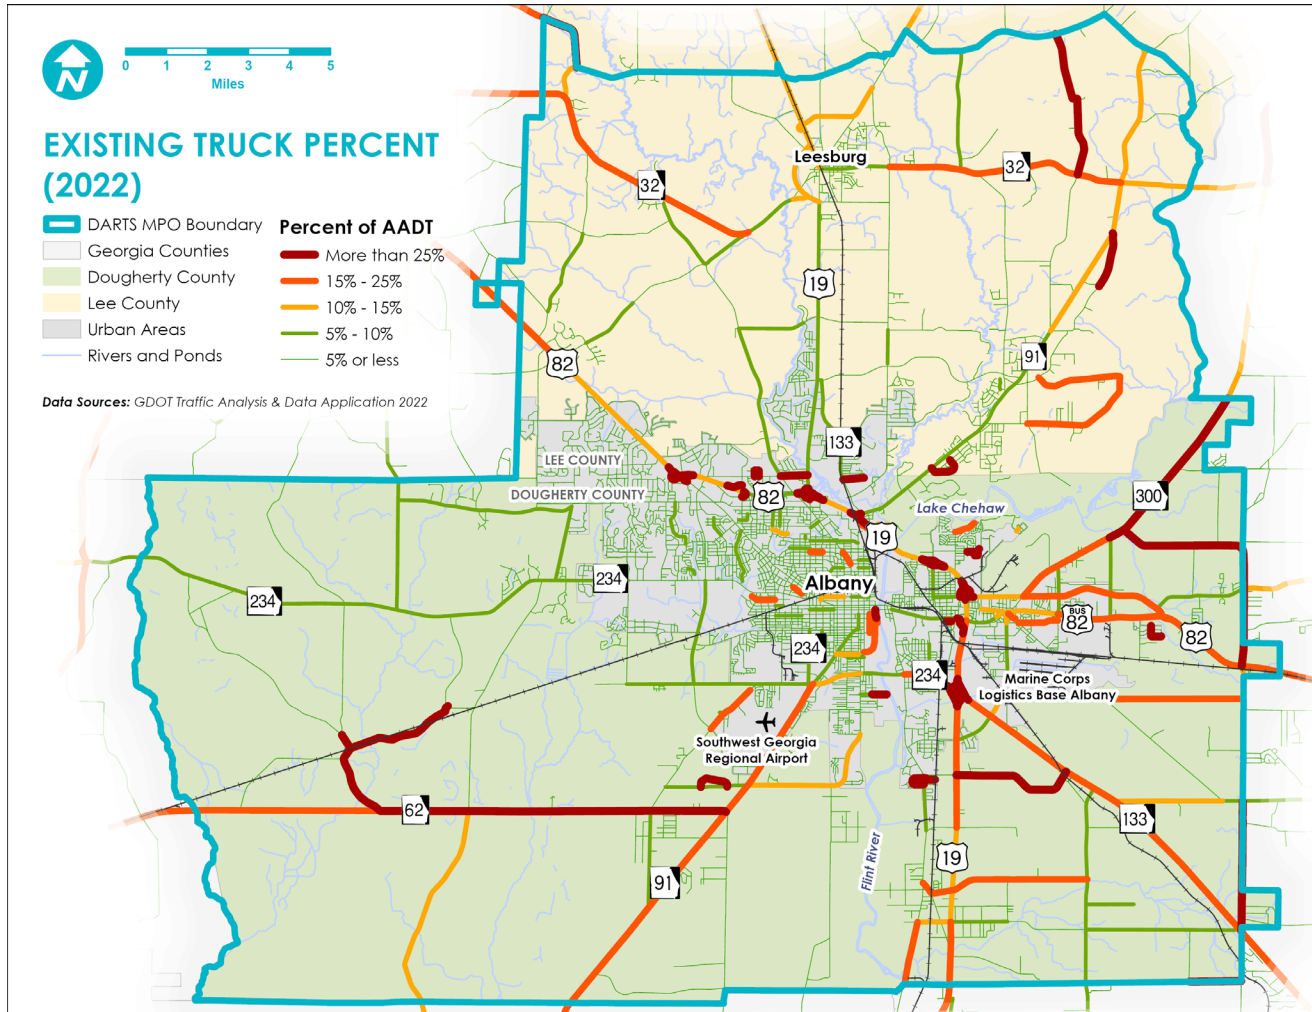 N
0 1 2 3 4 5
Miles
EXISTING TRUCK PERCENT
(2022)
DARTS MPO Boundary
Georgia Counties
Dougherty County
Lee County
Urban Areas
Rivers and Ponds
Percent of AADT
More than 25%
15% - 25%
10% - 15%
5% - 10%
5% or less
Data Sources: GDOT Traffic Analysis & Data Application 2022
Leesburg
32
32
19
82
91
133
LEE COUNTY
DOUGHERTY COUNTY
82
300
Lake Chehaw
19
234
234
Albany
BUS
82
82
234
234
Marine Corps
Logistics Base Albany
Southwest Georgia
Regional Airport
62
133
Flint River
19
91